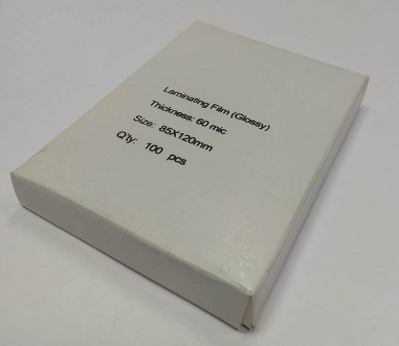 Laminating Film (Glossy)
Thickness: 60 mic
Size: 85X120mm
Q'ty: 100 pcs